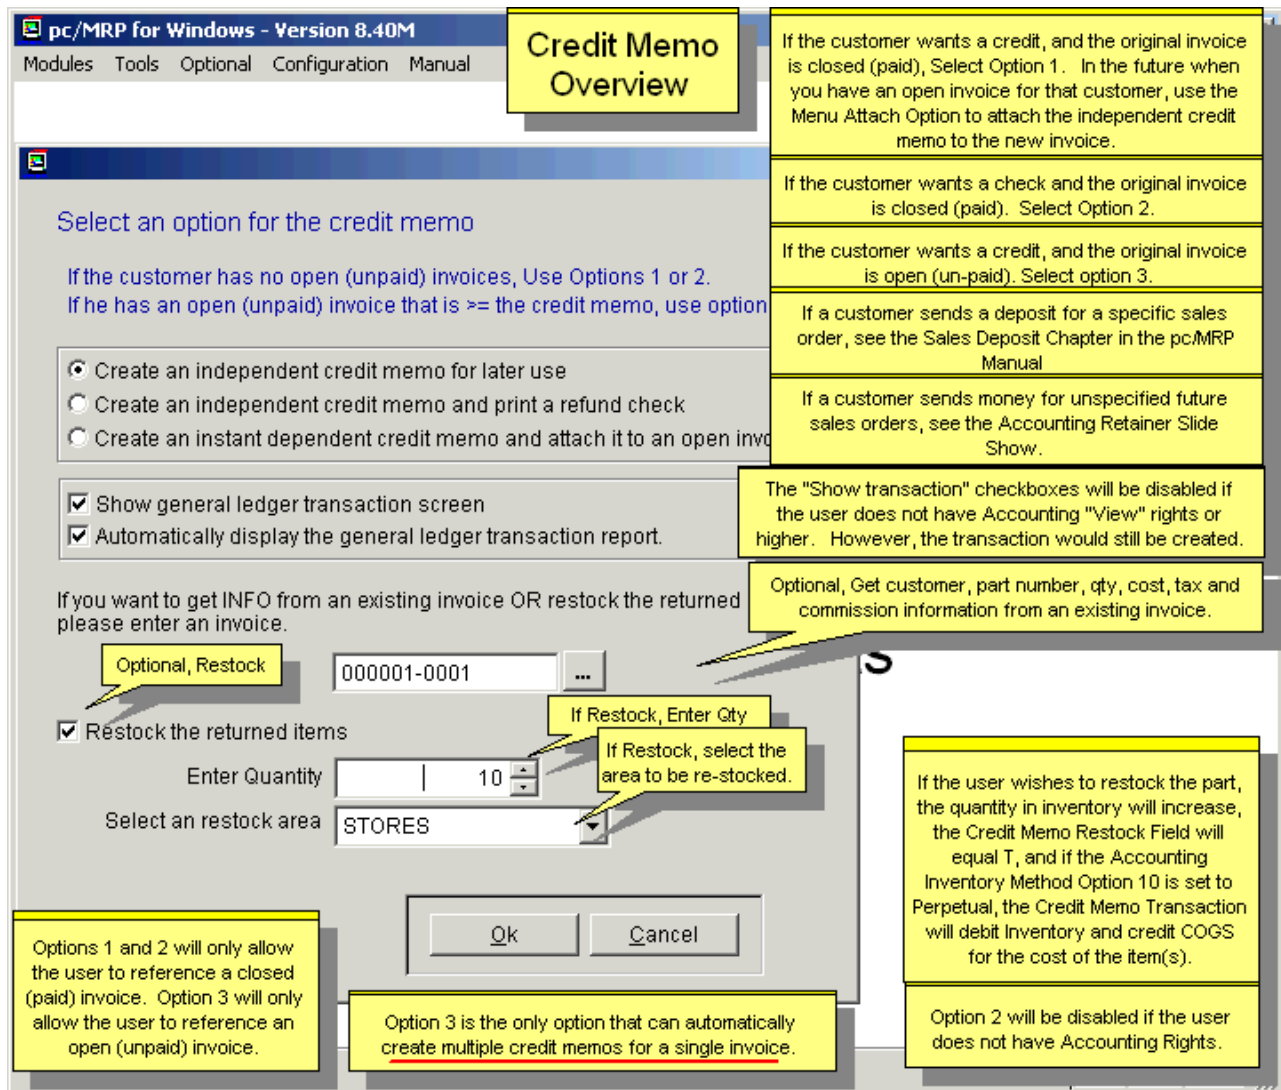 pc/MRP for Windows - Version 8.40M
Modules Tools Optional Configuration Manual
Credit Memo
Overview
If the customer wants a credit, and the original invoice
is closed (paid), Select Option 1. In the future when
you have an open invoice for that customer, use the
Menu Attach Option to attach the independent credit
memo to the new invoice.
If the customer wants a check and the original invoice
is closed (paid). Select Option 2.
If the customer wants a credit, and the original invoice
is open (un-paid). Select option 3.
If a customer sends a deposit for a specific sales
order, see the Sales Deposit Chapter in the pc/MRP
Manual
If a customer sends money for unspecified future
sales orders, see the Accounting Retainer Slide
Show.
The "Show transaction" checkboxes will be disabled if
the user does not have Accounting "View" rights or
higher. However, the transaction would still be created.
Optional, Get customer, part number, qty, cost, tax and
commission information from an existing invoice.
Select an option for the credit memo
If the customer has no open (unpaid) invoices, Use Options 1 or 2.
If he has an open (unpaid) invoice that is >= the credit memo, use option
Create an independent credit memo for later use
Create an independent credit memo and print a refund check
Create an instant dependent credit memo and attach it to an open invo
Show general ledger transaction screen
Automatically display the general ledger transaction report.
If you want to get INFO from an existing invoice OR restock the returned
please enter an invoice.
Optional, Restock
000001-0001
...
S
Restock the returned items
If Restock, Enter Qty
If Restock, select the
area to be re-stocked.
Enter Quantity 10
Select an restock area STORES
Ok Cancel
If the user wishes to restock the part,
the quantity in inventory will increase,
the Credit Memo Restock Field will
equal T, and if the Accounting
Inventory Method Option 10 is set to
Perpetual, the Credit Memo Transaction
will debit Inventory and credit COGS
for the cost of the item(s).
Option 2 will be disabled if the user
does not have Accounting Rights.
Options 1 and 2 will only allow
the user to reference a closed
(paid) invoice. Option 3 will only
allow the user to reference an
open (unpaid) invoice.
Option 3 is the only option that can automatically
create multiple credit memos for a single invoice.